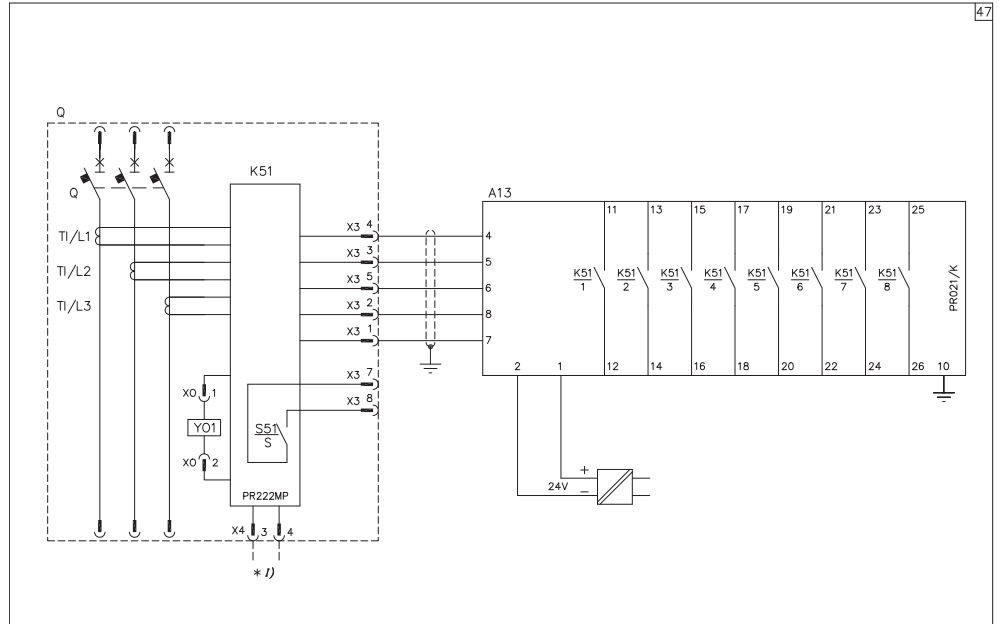 47
Q
Q
K51
A13
TI/L1
TI/L2
TI/L3
X3 4
X3 3
X3 5
X3 2
X3 1
X3 7
X3 8
4
5
6
8
7
11 13 15 17 19 21 23 25
K51 K51 K51 K51 K51 K51 K51 K51
1 2 3 4 5 6 7 8
PR021/K
2 1 12 14 16 18 20 22 24 26 10
X0 1
Y01
X0 2
S51
S
PR222MP
X4 3 4
* 1)
+
24V
−